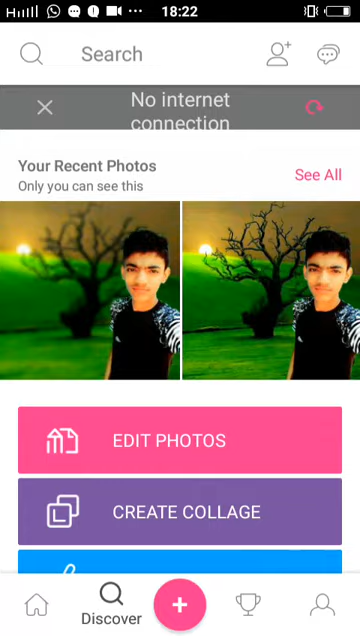 18:22
Search
No internet
connection
Your Recent Photos
Only you can see this
See All
EDIT PHOTOS
CREATE COLLAGE
Discover